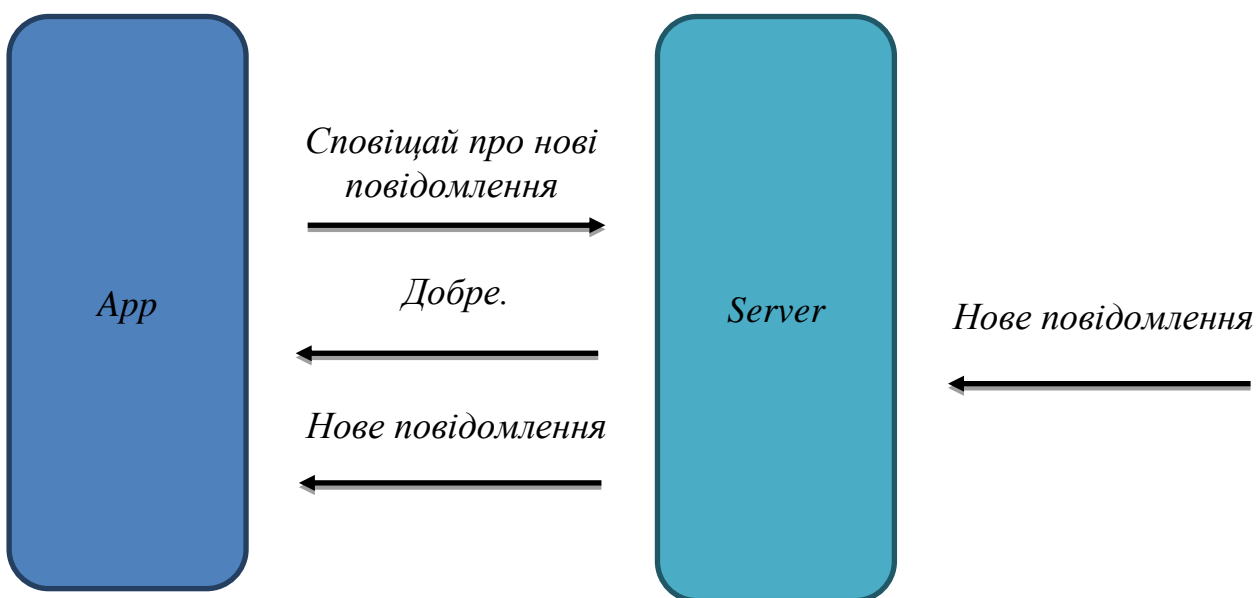 App
Сповіщай про нові
повідомлення
Добре.
Нове повідомлення
Server
Нове повідомлення